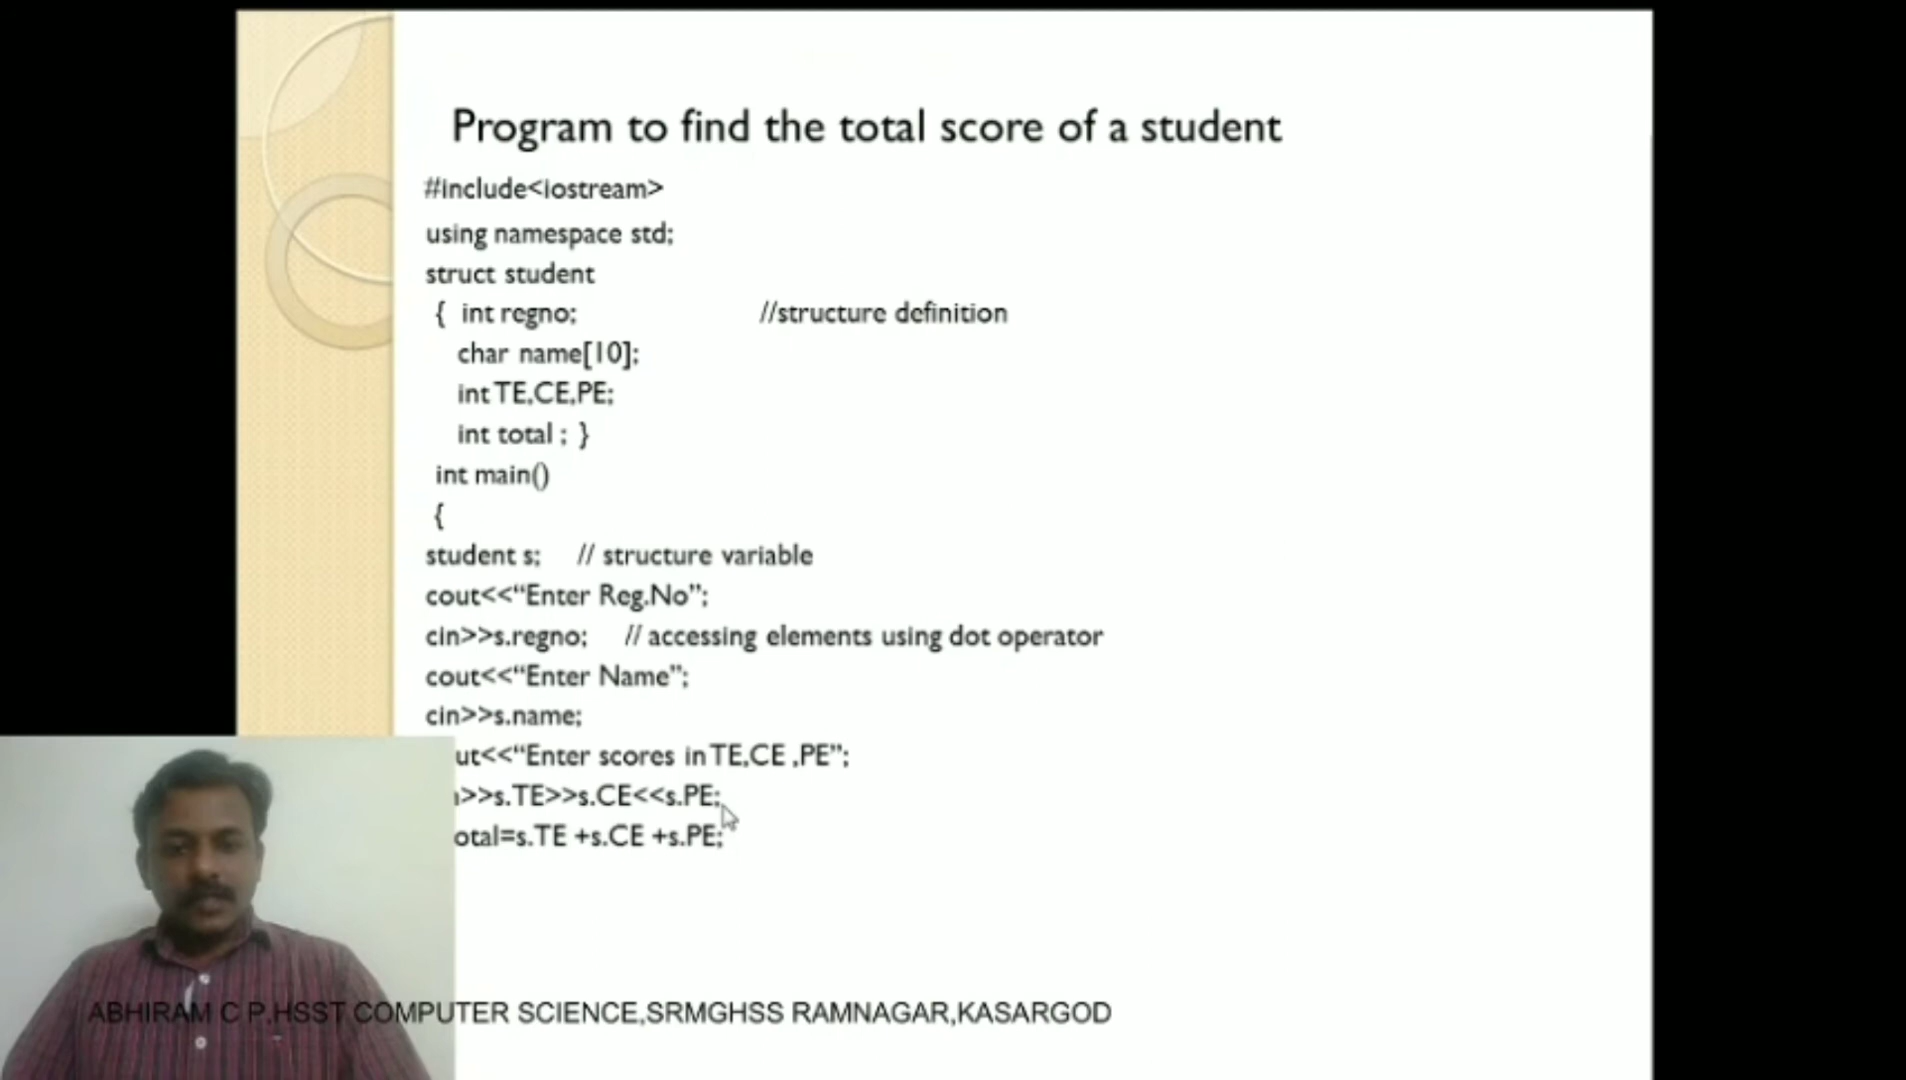 Program to find the total score of a student
#include<iostream>
using namespace std;
struct student
{ int regno; //structure definition
char name[10];
int TE,CE,PE;
int total ; }
int main()
{
student s; // structure variable
cout<<“Enter Reg.No”;
cin>>s.regno; // accessing elements using dot operator
cout<<“Enter Name”;
cin>>s.name;
ut<<“Enter scores in TE,CE ,PE”;
>>s.TE>>s.CE<<s.PE;
otal=s.TE +s.CE +s.PE;
ABHIRAM C P,HSST COMPUTER SCIENCE,SRMGHSS RAMNAGAR,KASARGOD